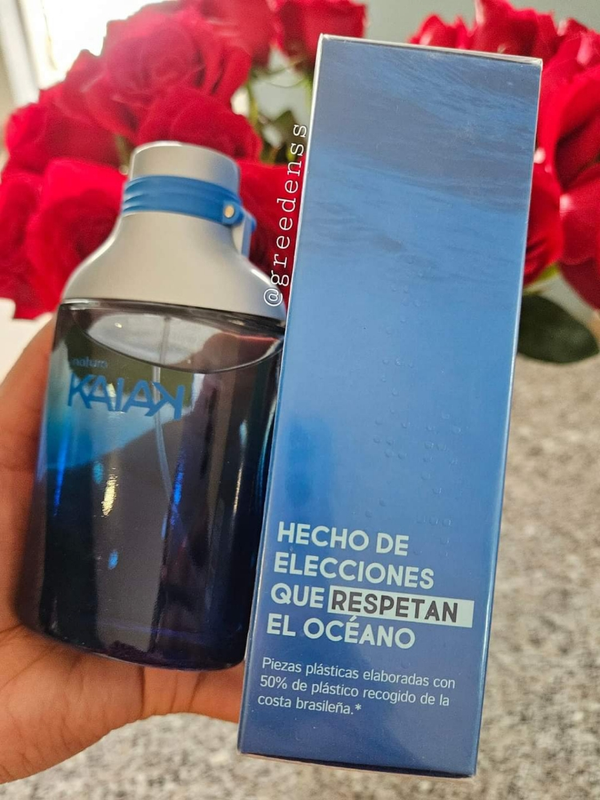 natura
KAIAK
@greedenss
HECHO DE
ELECCIONES
QUE RESPETAN
EL OCÉANO
Piezas plásticas elaboradas con
50% de plástico recogido de la
costa brasileña.*